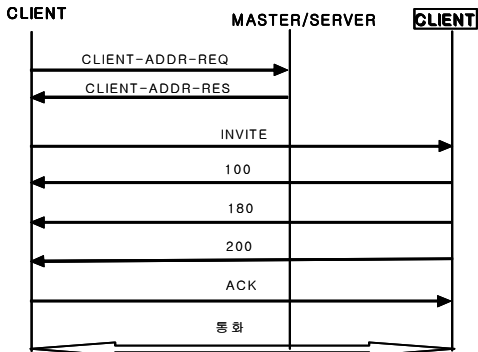 CLIENT
MASTER/SERVER
CLIENT
CLIENT-ADDR-REQ
CLIENT-ADDR-RES
INVITE
100
180
200
ACK
통화